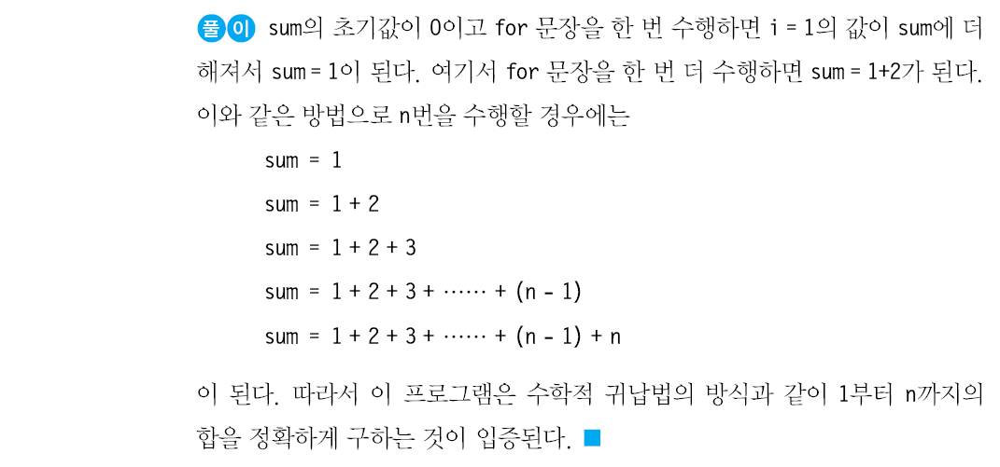 풀이 sum의 초기값이 0이고 for 문장을 한 번 수행하면 i = 1의 값이 sum에 더
해져서 sum = 1이 된다. 여기서 for 문장을 한 번 더 수행하면 sum = 1+2가 된다.
이와 같은 방법으로 n번을 수행할 경우에는
sum = 1
sum = 1 + 2
sum = 1 + 2 + 3
sum = 1 + 2 + 3 + ⋯⋯ + (n - 1)
sum = 1 + 2 + 3 + ⋯⋯ + (n - 1) + n
이 된다. 따라서 이 프로그램은 수학적 귀납법의 방식과 같이 1부터 n까지의
합을 정확하게 구하는 것이 입증된다. ■